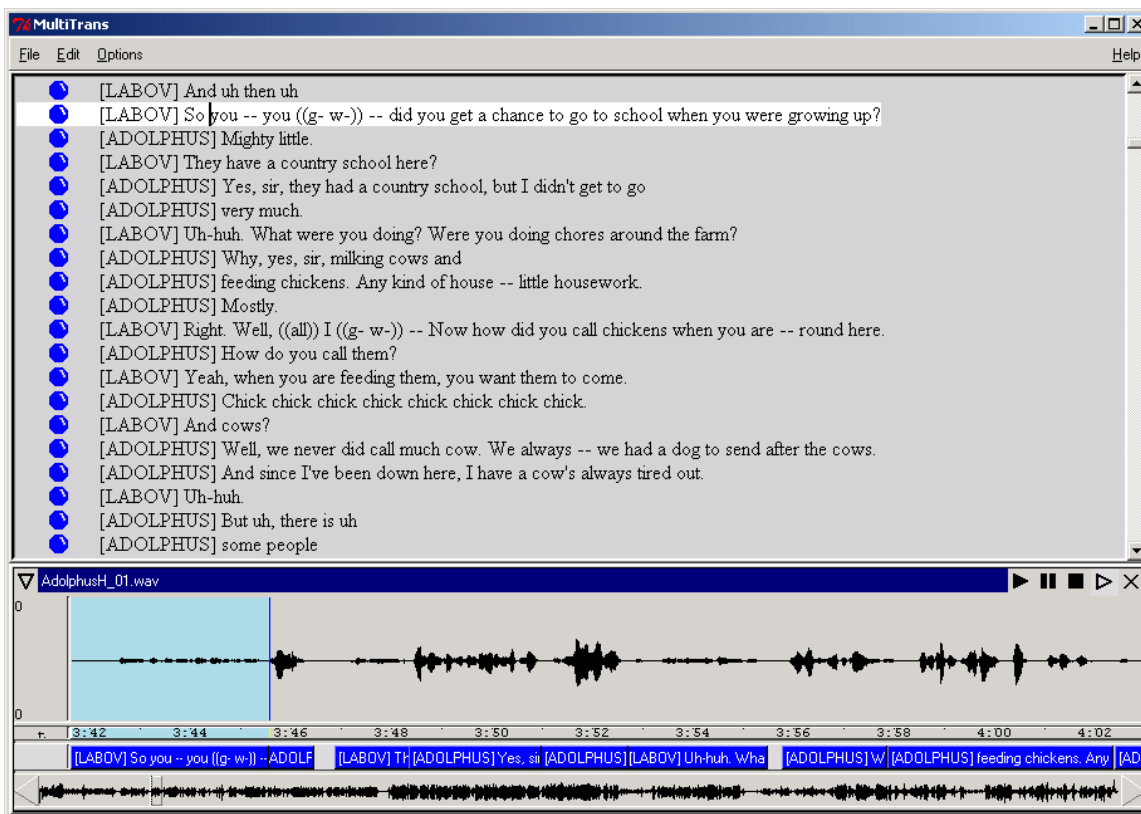 MultiTrans
File Edit Options Help
[LABOV] And uh then uh
[LABOV] So you -- you ((g- w-)) -- did you get a chance to go to school when you were growing up?
[ADOLPHUS] Mighty little.
[LABOV] They have a country school here?
[ADOLPHUS] Yes, sir, they had a country school, but I didn't get to go
[ADOLPHUS] very much.
[LABOV] Uh-huh. What were you doing? Were you doing chores around the farm?
[ADOLPHUS] Why, yes, sir, milking cows and
[ADOLPHUS] feeding chickens. Any kind of house -- little housework.
[ADOLPHUS] Mostly.
[LABOV] Right. Well, ((all)) I ((g- w-)) -- Now how did you call chickens when you are -- round here.
[ADOLPHUS] How do you call them?
[LABOV] Yeah, when you are feeding them, you want them to come.
[ADOLPHUS] Chick chick chick chick chick chick chick chick.
[LABOV] And cows?
[ADOLPHUS] Well, we never did call much cow. We always -- we had a dog to send after the cows.
[ADOLPHUS] And since I've been down here, I have a cow's always tired out.
[LABOV] Uh-huh.
[ADOLPHUS] But uh, there is uh
[ADOLPHUS] some people
AdolphusH_01.wav
0
0
3:42 3:44 3:46 3:48 3:50 3:52 3:54 3:56 3:58 4:00 4:02
[LABOV] So you -- you ((g- w-)) -- ADOLF [LABOV] Th [ADOLPHUS] Yes, si [ADOLPHUS] [LABOV] Uh-huh. Wha [ADOLPHUS] W [ADOLPHUS] feeding chickens. Any [AD